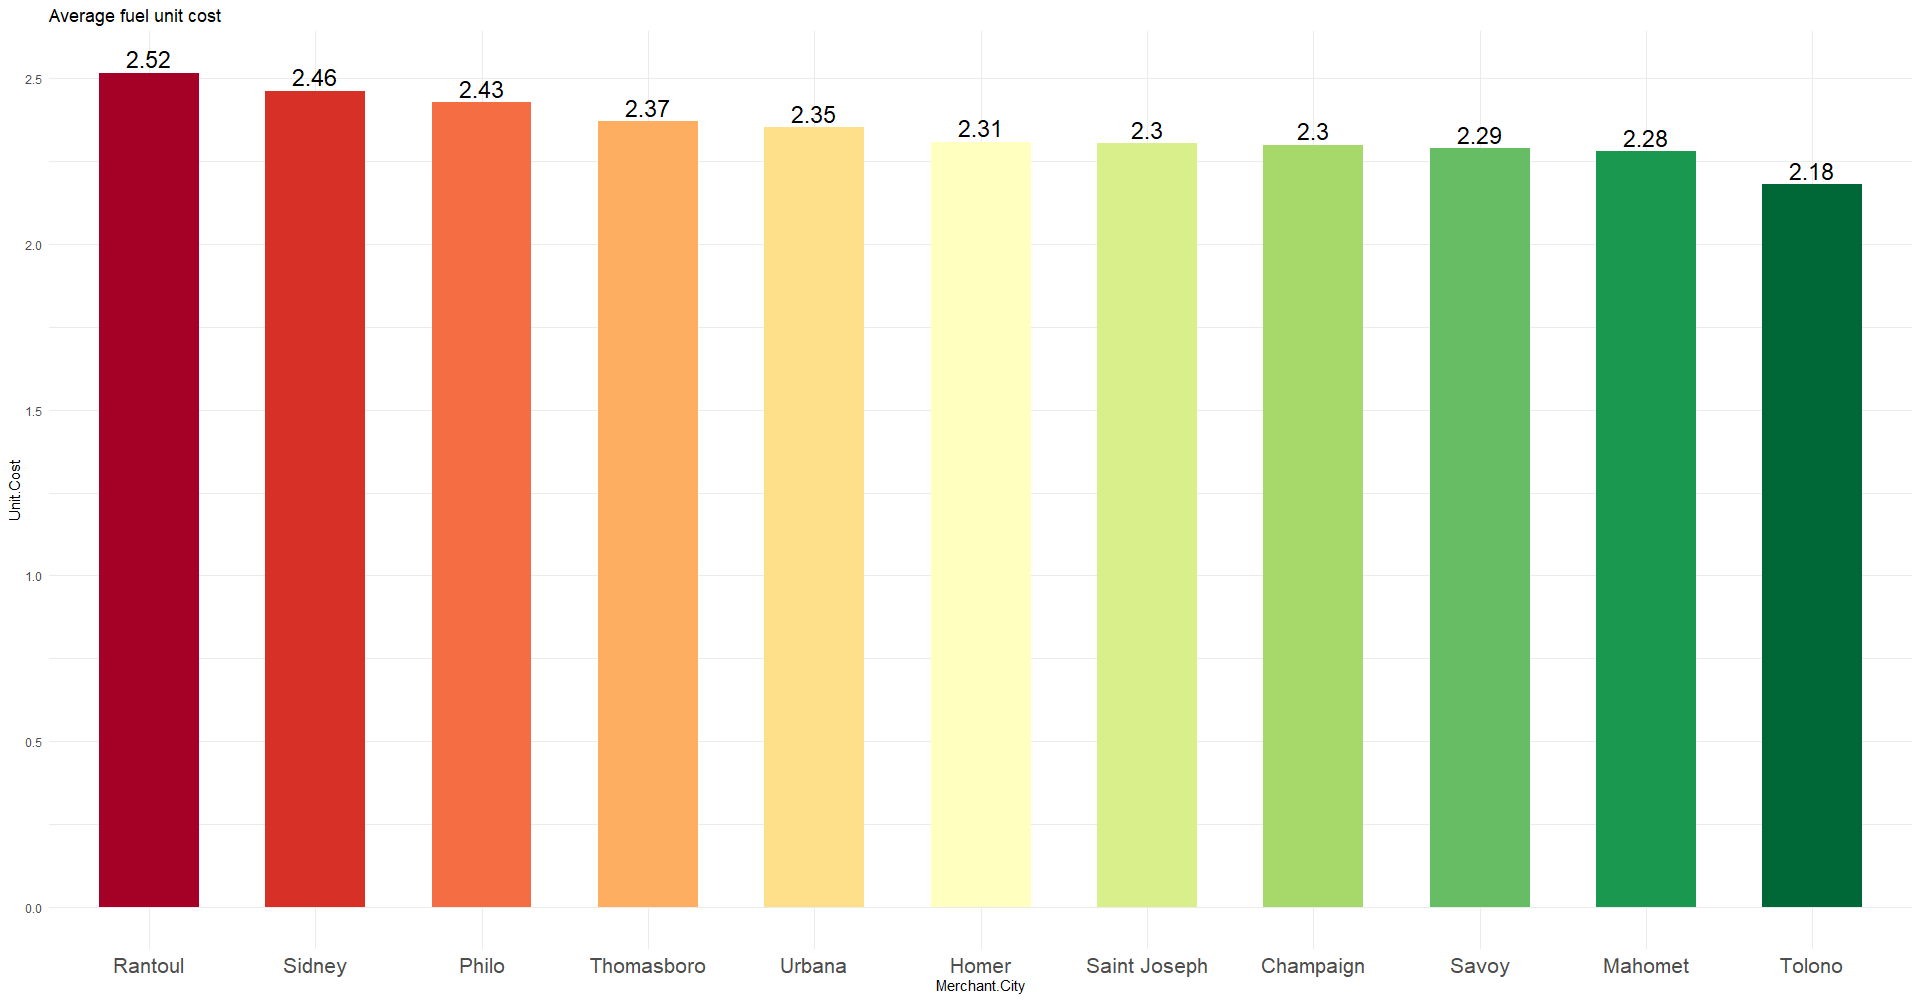 Average fuel unit cost
2.52
2.46
2.43
2.37
2.35
2.31
2.3
2.3
2.29
2.28
2.18
2.5
2.0
1.5
1.0
0.5
0.0
Unit.Cost
Rantoul
Sidney
Philo
Thomasboro
Urbana
Homer
Saint Joseph
Champaign
Savoy
Mahomet
Tolono
Merchant.City